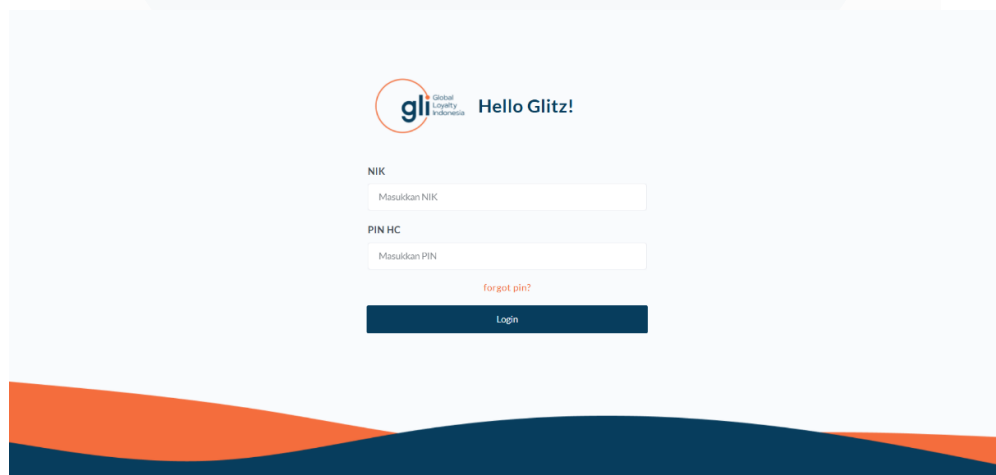 gli
Global
Loyalty
Indonesia
Hello Glitz!
NIK
Masukkan NIK
PIN HC
Masukkan PIN
forgot pin?
Login